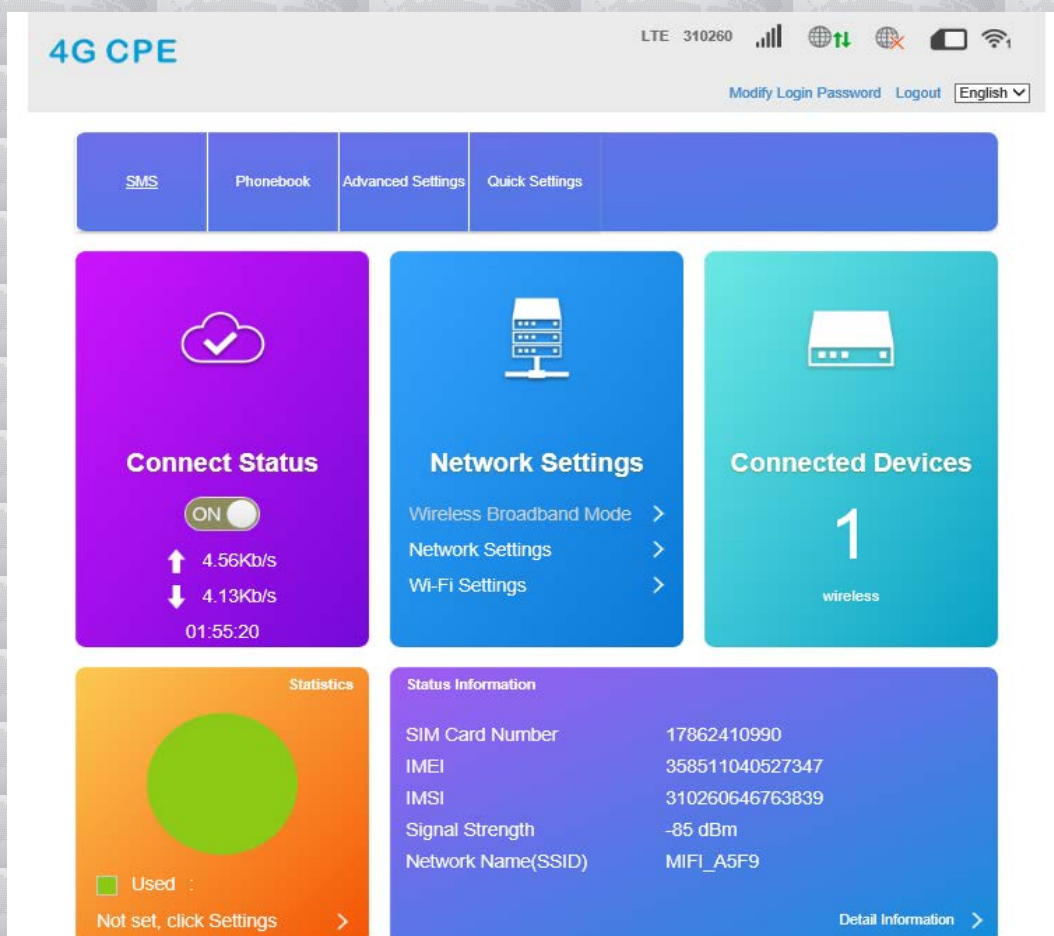 LTE 310260
1
4G CPE
Modify Login Password Logout English
SMS Phonebook Advanced Settings Quick Settings
Connect Status
ON
4.56Kb/s
4.13Kb/s
01:55:20
Network Settings
Wireless Broadband Mode
Network Settings
Wi-Fi Settings
Connected Devices
1
wireless
Statistics
Used :
Not set, click Settings
Status Information
SIM Card Number 17862410990
IMEI 358511040527347
IMSI 310260646763839
Signal Strength -85 dBm
Network Name(SSID) MIFI_A5F9
Detail Information